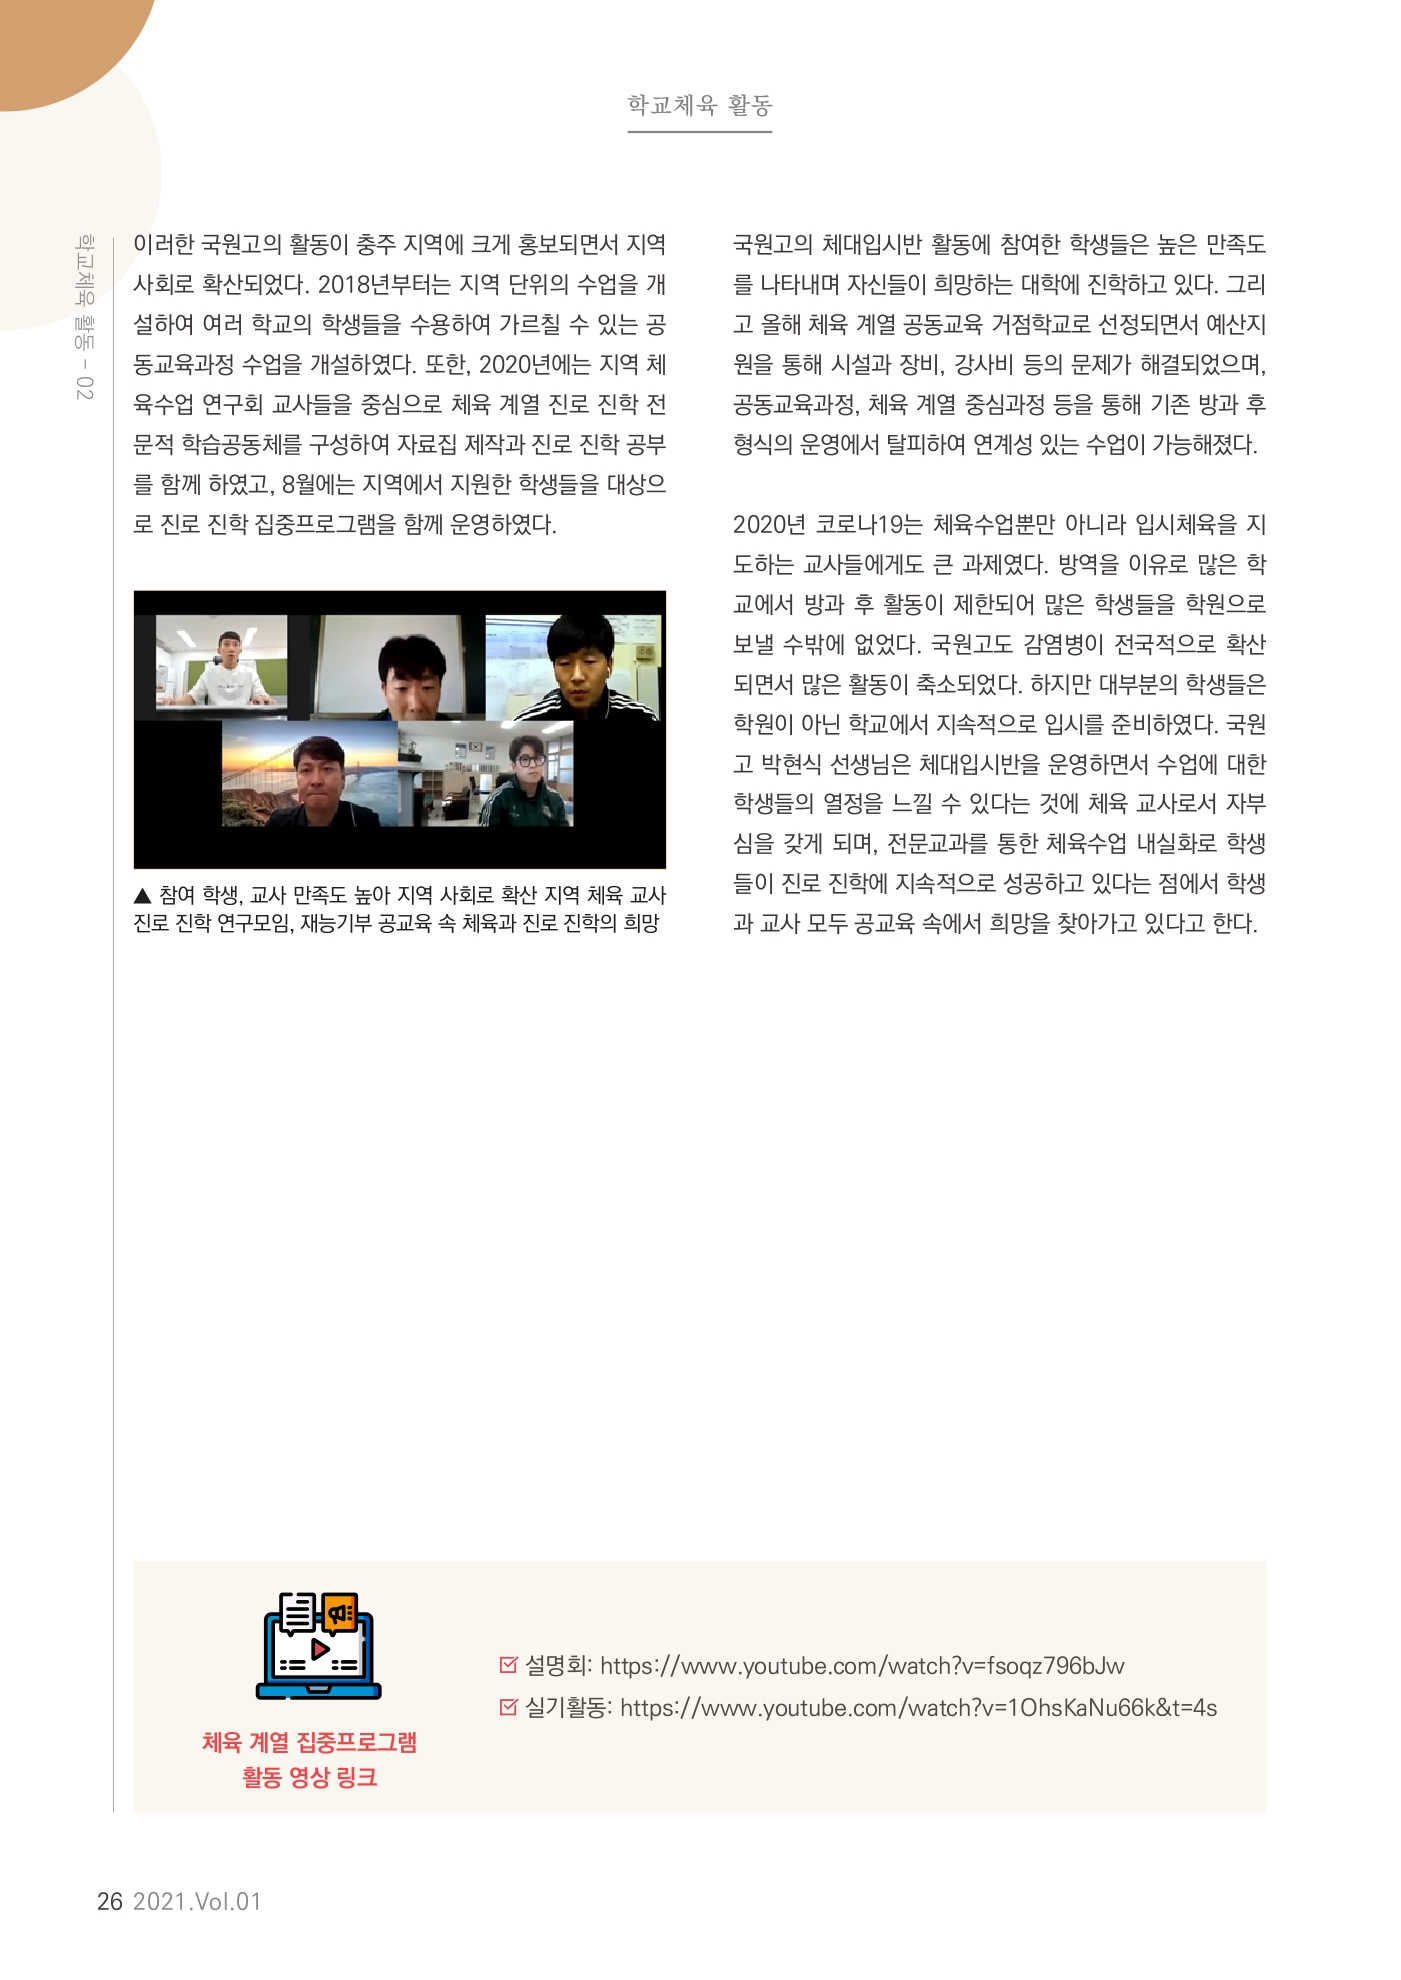 학교체육 활동
학교체육 활동 - 02
이러한 국원고의 활동이 충주 지역에 크게 홍보되면서 지역
사회로 확산되었다. 2018년부터는 지역 단위의 수업을 개
설하여 여러 학교의 학생들을 수용하여 가르칠 수 있는 공
동교육과정 수업을 개설하였다. 또한, 2020년에는 지역 체
육수업 연구회 교사들을 중심으로 체육 계열 진로 진학 전
문적 학습공동체를 구성하여 자료집 제작과 진로 진학 공부
를 함께 하였고, 8월에는 지역에서 지원한 학생들을 대상으
로 진로 진학 집중프로그램을 함께 운영하였다.
▲ 참여 학생, 교사 만족도 높아 지역 사회로 확산 지역 체육 교사
진로 진학 연구모임, 재능기부 공교육 속 체육과 진로 진학의 희망
국원고의 체대입시반 활동에 참여한 학생들은 높은 만족도
를 나타내며 자신들이 희망하는 대학에 진학하고 있다. 그리
고 올해 체육 계열 공동교육 거점학교로 선정되면서 예산지
원을 통해 시설과 장비, 강사비 등의 문제가 해결되었으며,
공동교육과정, 체육 계열 중심과정 등을 통해 기존 방과 후
형식의 운영에서 탈피하여 연계성 있는 수업이 가능해졌다.
2020년 코로나19는 체육수업뿐만 아니라 입시체육을 지
도하는 교사들에게도 큰 과제였다. 방역을 이유로 많은 학
교에서 방과 후 활동이 제한되어 많은 학생들을 학원으로
보낼 수밖에 없었다. 국원고도 감염병이 전국적으로 확산
되면서 많은 활동이 축소되었다. 하지만 대부분의 학생들은
학원이 아닌 학교에서 지속적으로 입시를 준비하였다. 국원
고 박현식 선생님은 체대입시반을 운영하면서 수업에 대한
학생들의 열정을 느낄 수 있다는 것에 체육 교사로서 자부
심을 갖게 되며, 전문교과를 통한 체육수업 내실화로 학생
들이 진로 진학에 지속적으로 성공하고 있다는 점에서 학생
과 교사 모두 공교육 속에서 희망을 찾아가고 있다고 한다.
체육 계열 집중프로그램
활동 영상 링크
설명회: https://www.youtube.com/watch?v=fsoqz796bJw
실기활동: https://www.youtube.com/watch?v=1OhsKaNu66k&t=4s
26 2021.Vol.01